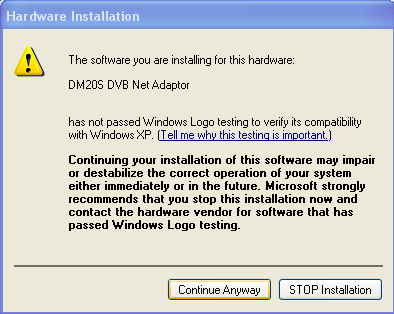 Hardware Installation
The software you are installing for this hardware:
DM20S DVB Net Adaptor
has not passed Windows Logo testing to verify its compatibility
with Windows XP. (Tell me why this testing is important.)
Continuing your installation of this software may impair
or destabilize the correct operation of your system
either immediately or in the future. Microsoft strongly
recommends that you stop this installation now and
contact the hardware vendor for software that has
passed Windows Logo testing.
Continue Anyway
STOP Installation